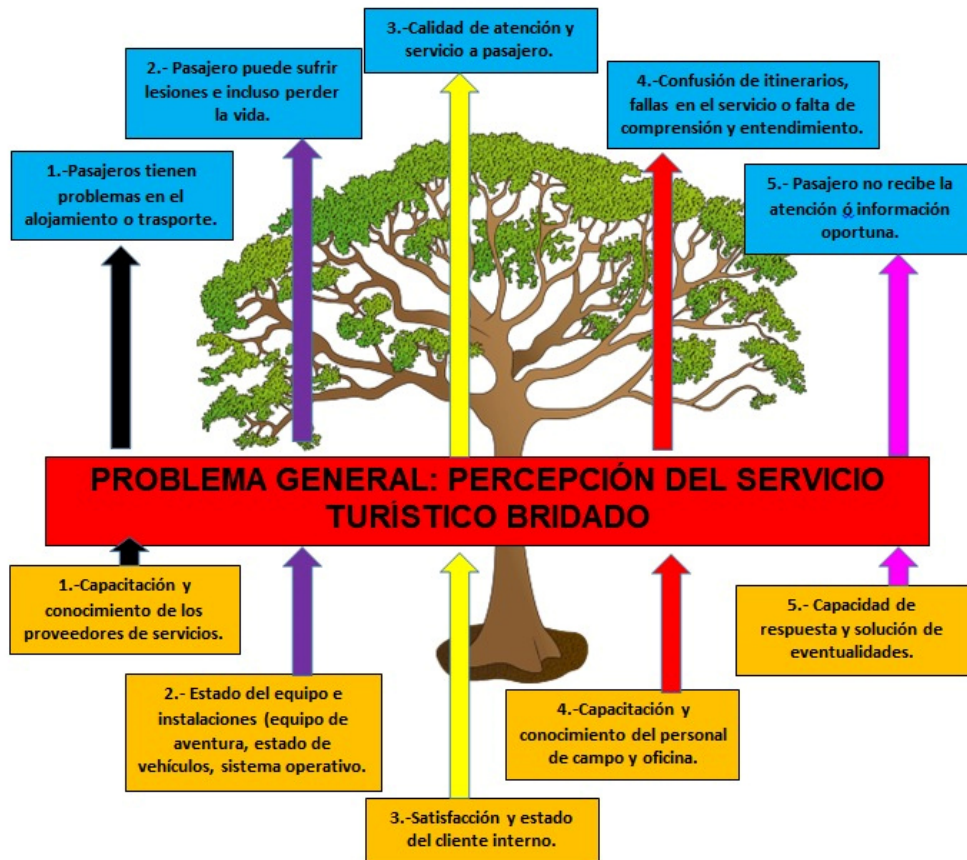 3.-Calidad de atención y
servicio a pasajero.
2.- Pasajero puede sufrir
lesiones e incluso perder
la vida.
4.-Confusión de itinerarios,
fallas en el servicio o falta de
comprensión y entendimiento.
1.-Pasajeros tienen
problemas en el
alojamiento o trasporte.
5.- Pasajero no recibe la
atención ó información
oportuna.
PROBLEMA GENERAL: PERCEPCIÓN DEL SERVICIO
TURÍSTICO BRIDADO
1.-Capacitación y
conocimiento de los
proveedores de servicios.
5.- Capacidad de
respuesta y solución de
eventualidades.
2.- Estado del equipo e
instalaciones (equipo de
aventura, estado de
vehículos, sistema operativo.
4.-Capacitación y
conocimiento del personal
de campo y oficina.
3.-Satisfacción y estado
del cliente interno.